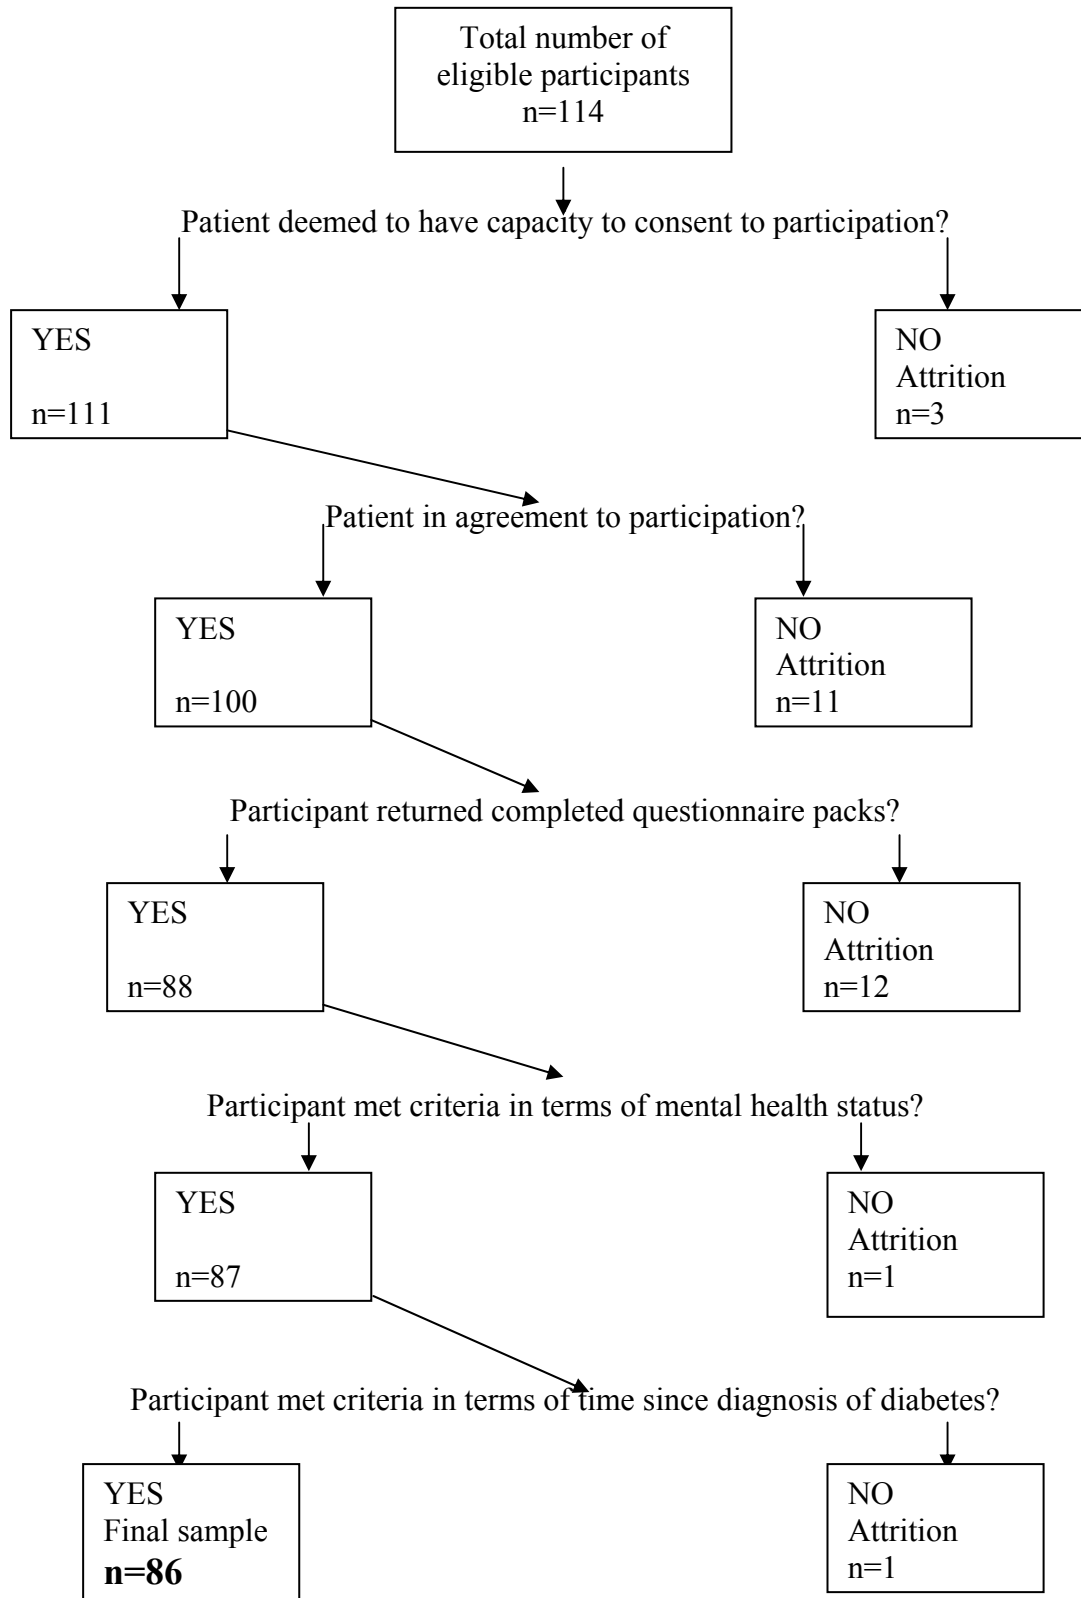 Total number of
eligible participants
n=114
Patient deemed to have capacity to consent to participation?
YES
n=111
NO
Attrition
n=3
Patient in agreement to participation?
YES
n=100
NO
Attrition
n=11
Participant returned completed questionnaire packs?
YES
n=88
NO
Attrition
n=12
Participant met criteria in terms of mental health status?
YES
n=87
NO
Attrition
n=1
Participant met criteria in terms of time since diagnosis of diabetes?
YES
Final sample
n=86
NO
Attrition
n=1